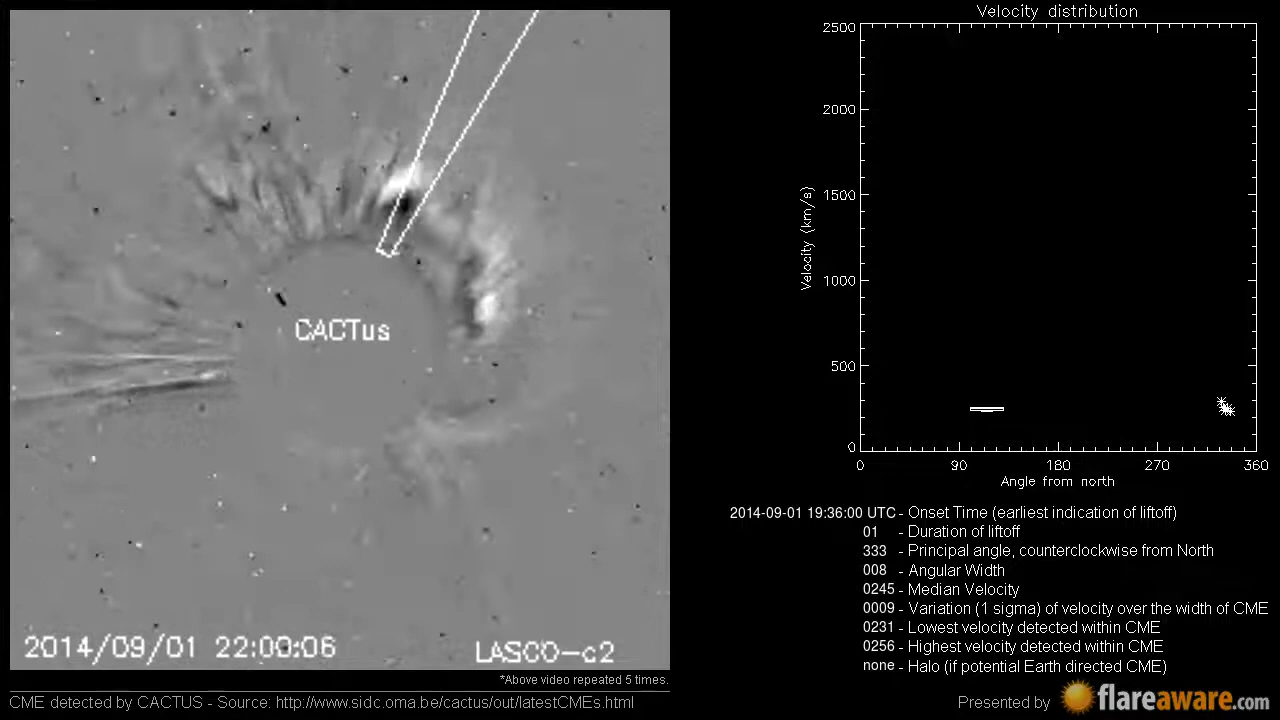 CACTus
2014/09/01 22:00:06
LASCO-c2
*Above video repeated 5 times.
CME detected by CACTUS - Source: http://www.sidc.oma.be/cactus/out/latestCMEs.html
Velocity distribution
2500
2000
1500
1000
500
0
Velocity (km/s)
0 90 180 270 360
Angle from north
2014-09-01 19:36:00 UTC - Onset Time (earliest indication of liftoff)
01 - Duration of liftoff
333 - Principal angle, counterclockwise from North
008 - Angular Width
0245 - Median Velocity
0009 - Variation (1 sigma) of velocity over the width of CME
0231 - Lowest velocity detected within CME
0256 - Highest velocity detected within CME
none - Halo (if potential Earth directed CME)
Presented by flareaware.com